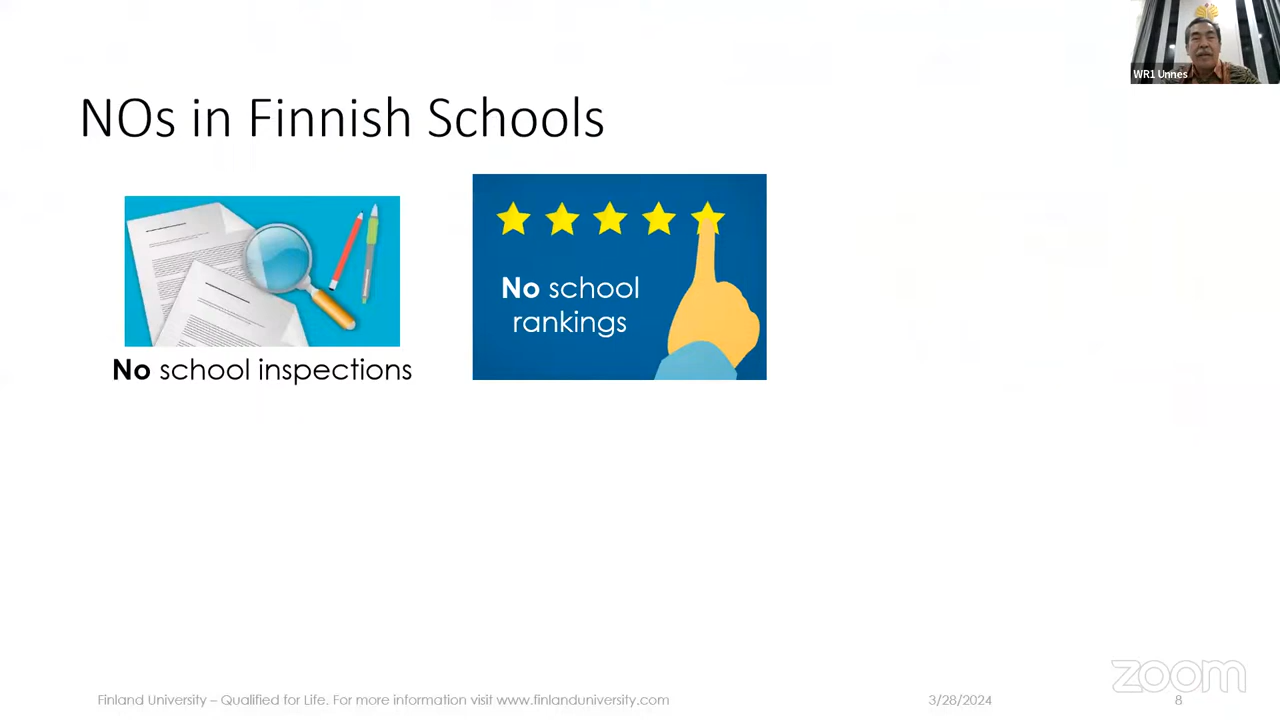 WR1 Unnes
NOs in Finnish Schools
No school inspections
No school
rankings
Finland University – Qualified for Life. For more information visit www.finlanduniversity.com
3/28/2024
8
zoom